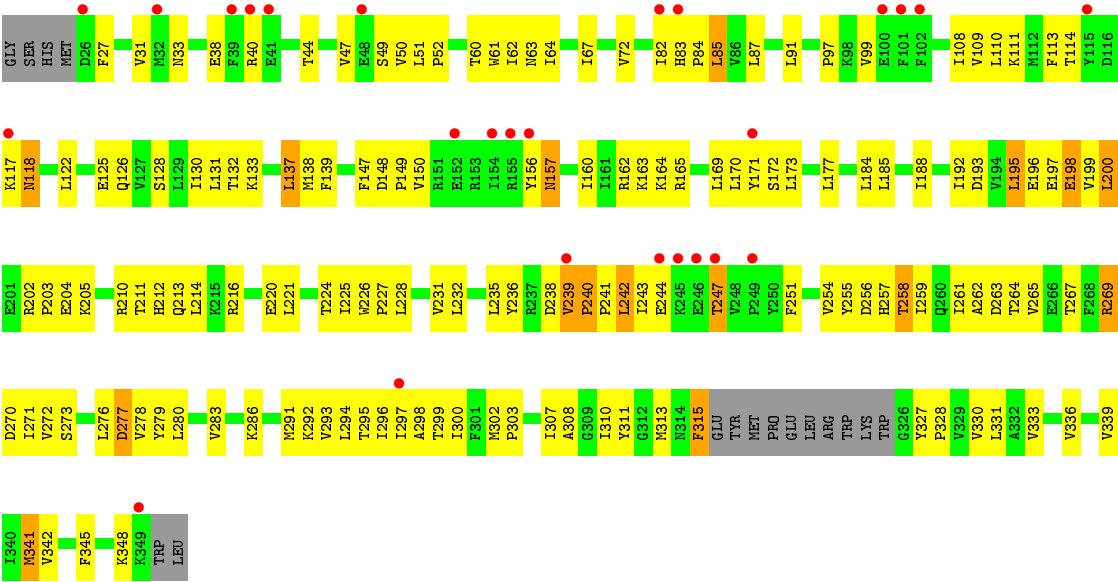 GLY SER HIS MET D26 F27 V31 M32 N33 E38 F39 R40 E41 T44 V47 E48 S49 V50 L51 P52 T60 W61 I62 N63 I64 I67 V72 I82 H83 P84 L85 V86 L87 L91 P97 K98 V99 E100 F101 F102 I108 V109 L110 K111 M112 F113 T114 Y115 D116
K117 N118 L122 E125 Q126 V127 S128 L129 I130 L131 T132 K133 L137 M138 F139 F147 D148 P149 V150 R151 E152 R153 I154 R155 Y156 N157 I160 I161 R162 K163 K164 R165 L169 L170 Y171 S172 L173 L177 L184 L185 I188 I192 D193 V194 L195 E196 E197 E198 V199 L200
E201 R202 P203 E204 K205 R210 T211 H212 Q213 L214 K215 R216 E220 L221 T224 I225 W226 P227 L228 V231 L232 L235 Y236 R237 D238 V239 P240 P241 L242 I243 E244 K245 E246 T247 V248 P249 Y250 F251 V254 Y255 D256 H257 T258 I259 Q260 I261 A262 D263 T264 V265 E266 T267 F268 R269
D270 I271 V272 S273 L276 D277 V278 Y279 L280 V283 K286 M291 K292 V293 L294 T295 I296 I297 A298 T299 I300 F301 M302 P303 I307 A308 G309 I310 Y311 G312 M313 N314 F315 GLU TYR MET PRO GLU LEU ARG TRP LYS TRP G326 Y327 P328 V329 V330 L331 A332 V333 V336 V339
I340 M341 V342 F345 K348 K349 TRP LEU